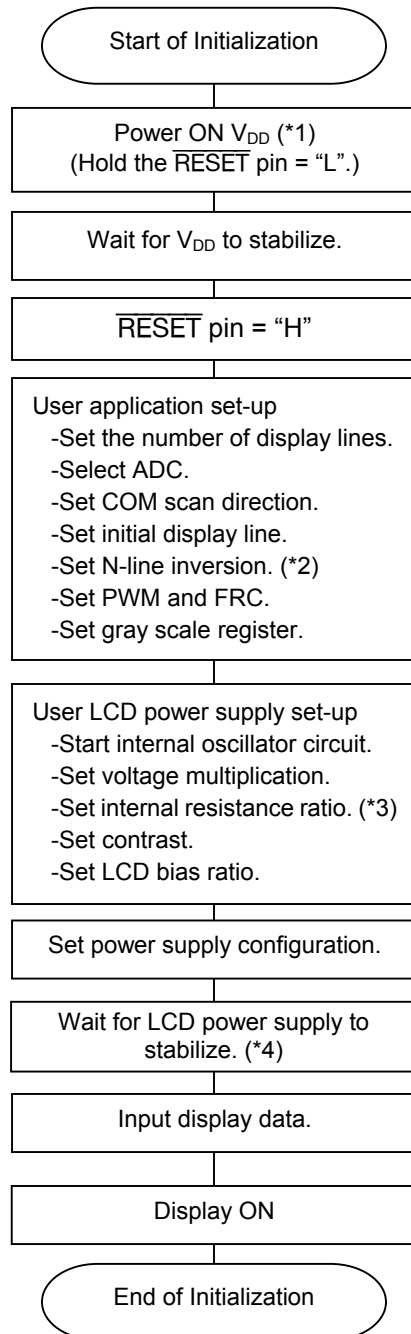 Start of Initialization
Power ON VDD (*1)
(Hold the RESET pin = “L”.)
Wait for VDD to stabilize.
RESET pin = “H”
User application set-up
-Set the number of display lines.
-Select ADC.
-Set COM scan direction.
-Set initial display line.
-Set N-line inversion. (*2)
-Set PWM and FRC.
-Set gray scale register.
User LCD power supply set-up
-Start internal oscillator circuit.
-Set voltage multiplication.
-Set internal resistance ratio. (*3)
-Set contrast.
-Set LCD bias ratio.
Set power supply configuration.
Wait for LCD power supply to
stabilize. (*4)
Input display data.
Display ON
End of Initialization